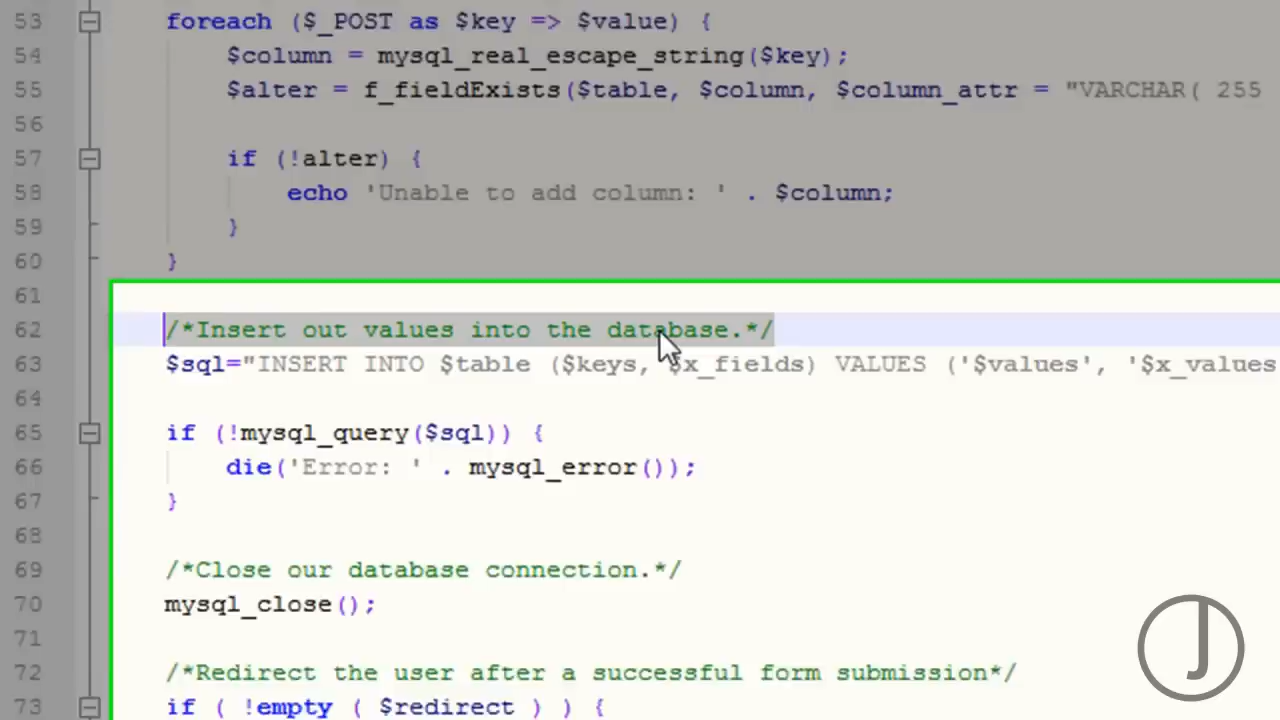 53 foreach ($_POST as $key => $value) {
54 $column = mysql_real_escape_string($key);
55 $alter = f_fieldExists($table, $column, $column_attr = "VARCHAR( 255
56
57 if (!alter) {
58 echo 'Unable to add column: ' . $column;
59 }
60 }
61
62 /*Insert out values into the database.*/
63 $sql="INSERT INTO $table ($keys, $x_fields) VALUES ('$values', '$x_values
64
65 if (!mysql_query($sql)) {
66 die('Error: ' . mysql_error());
67 }
68
69 /*Close our database connection.*/
70 mysql_close();
71
72 /*Redirect the user after a successful form submission*/
73 if ( !empty ( $redirect ) ) {
J